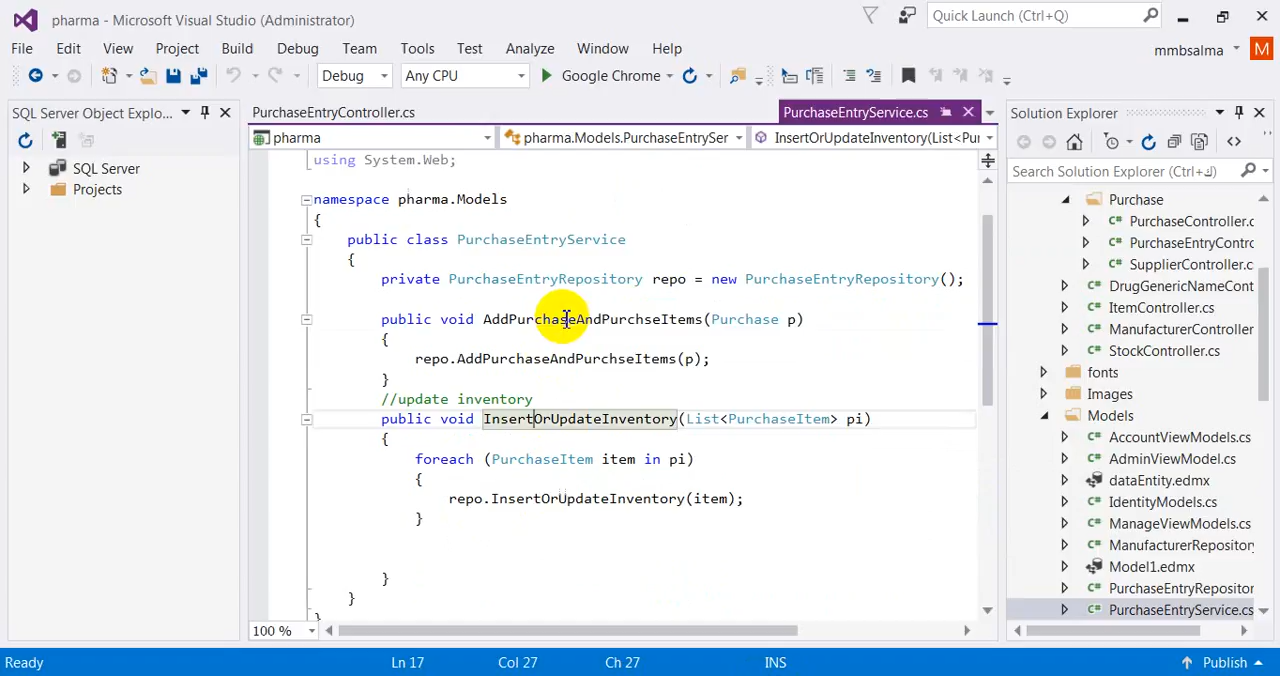 pharma - Microsoft Visual Studio (Administrator)
Quick Launch (Ctrl+Q)
File Edit View Project Build Debug Team Tools Test Analyze Window Help
mmbsalma M
Debug Any CPU Google Chrome
SQL Server Object Explo...
PurchaseEntryController.cs
PurchaseEntryService.cs
Solution Explorer
pharma
pharma.Models.PurchaseEntrySer
InsertOrUpdateInventory(List<Pur
SQL Server
Projects
using System.Web;
namespace pharma.Models
{
public class PurchaseEntryService
{
private PurchaseEntryRepository repo = new PurchaseEntryRepository();
public void AddPurchaseAndPurchseItems(Purchase p)
{
repo.AddPurchaseAndPurchseItems(p);
}
//update inventory
public void InsertOrUpdateInventory(List<PurchaseItem> pi)
{
foreach (PurchaseItem item in pi)
{
repo.InsertOrUpdateInventory(item);
}
}
}
}
100 %
Search Solution Explorer (Ctrl+ك)
Purchase
C# PurchaseController.c
C# PurchaseEntryContrc
C# SupplierController.c
C# DrugGenericNameCont
C# ItemController.cs
C# ManufacturerController
C# StockController.cs
fonts
Images
Models
C# AccountViewModels.cs
C# AdminViewModel.cs
dataEntity.edmx
C# IdentityModels.cs
C# ManageViewModels.cs
C# ManufacturerRepository
Model1.edmx
C# PurchaseEntryRepositor
C# PurchaseEntryService.cs
Ready Ln 17 Col 27 Ch 27 INS Publish